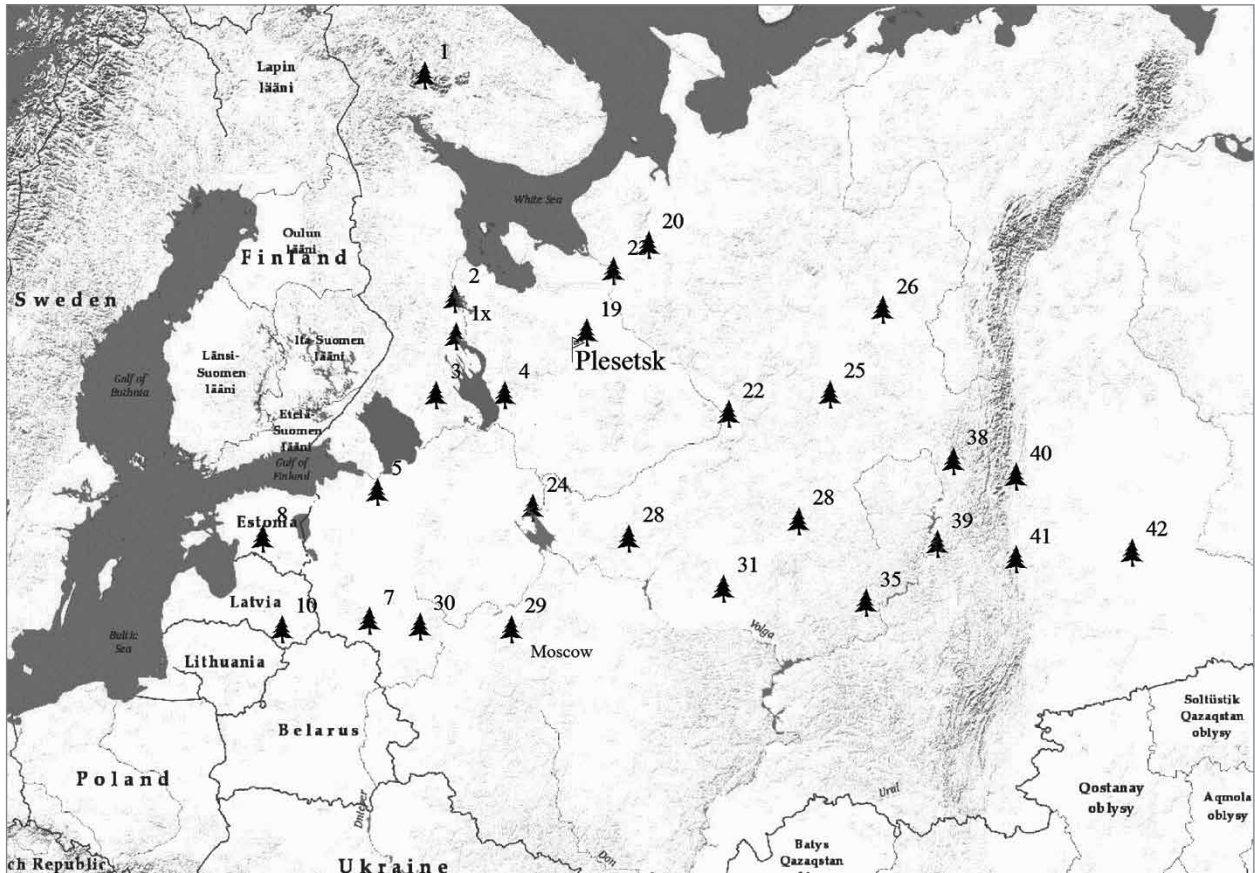 1
Lapin
lääni
White Sea
20
23
Oulun
lääni
Finland
2
26
Sweden
1x
19
Ita-Suomen
lääni
Plesetsk
Länsi-
Suomen
lääni
Gulf of
Bothnia
3
4
25
22
Etelä-
Suomen
lääni
Gulf of
Finland
38
40
5
24
28
28
8
Estonia
39
41
42
31
35
Latvia
10
7
30
29
Moscow
Volga
Baltic
Sea
Lithuania
Belarus
Soltüstik
Qazaqstan
oblysy
Poland
Qostanay
oblysy
Ural
Aqmola
oblysy
Dnieper
Don
Batys
Qazaqstan
ch Republic
Ukraine